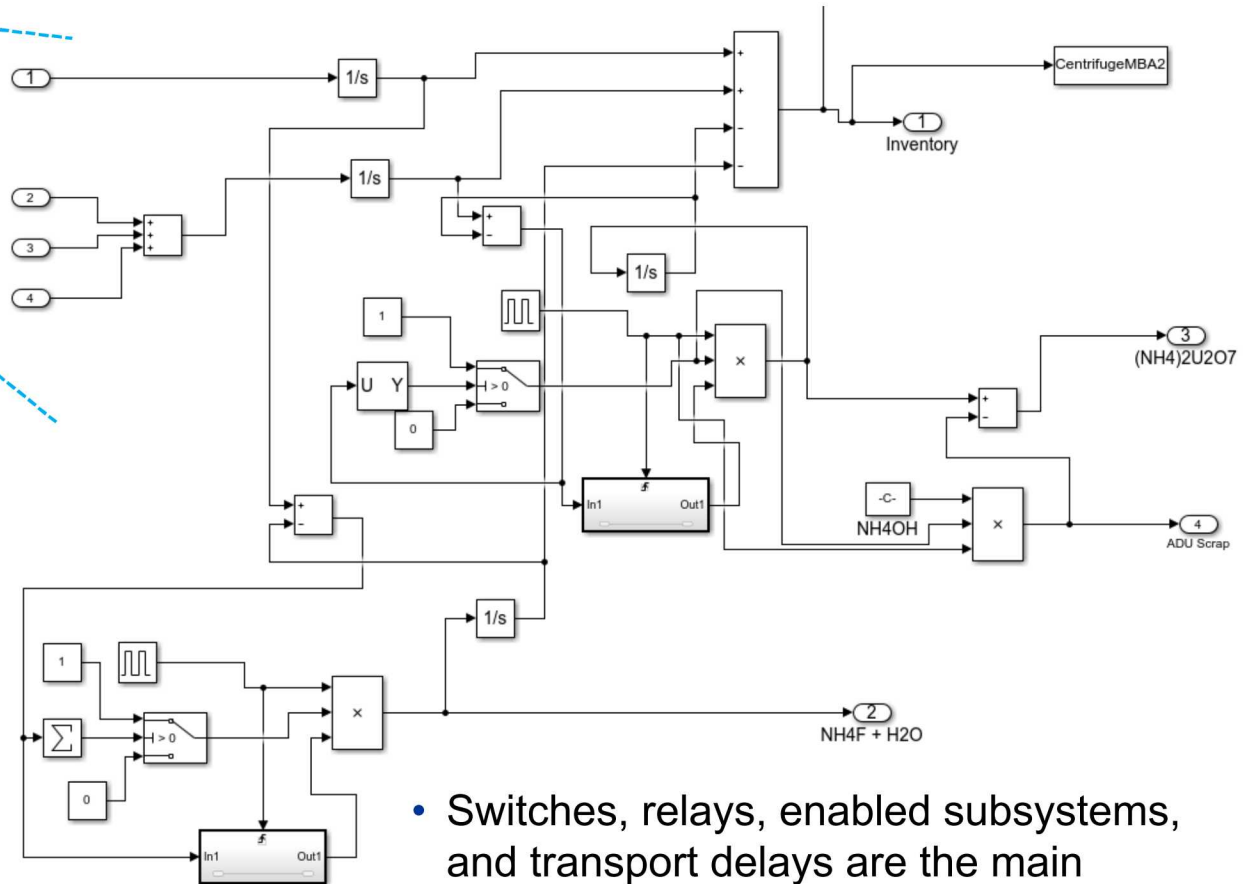 1
1/s
+
+
−
−
CentrifugeMBA2
1
Inventory
2
3
4
+
+
+
1/s
+
−
1/s
1
U Y
> 0
0
×
3
(NH4)2U2O7
+
−
In1 Out1
-C-
NH4OH
×
4
ADU Scrap
+
−
1/s
1
∑
> 0
0
×
2
NH4F + H2O
In1 Out1
• Switches, relays, enabled subsystems,
and transport delays are the main